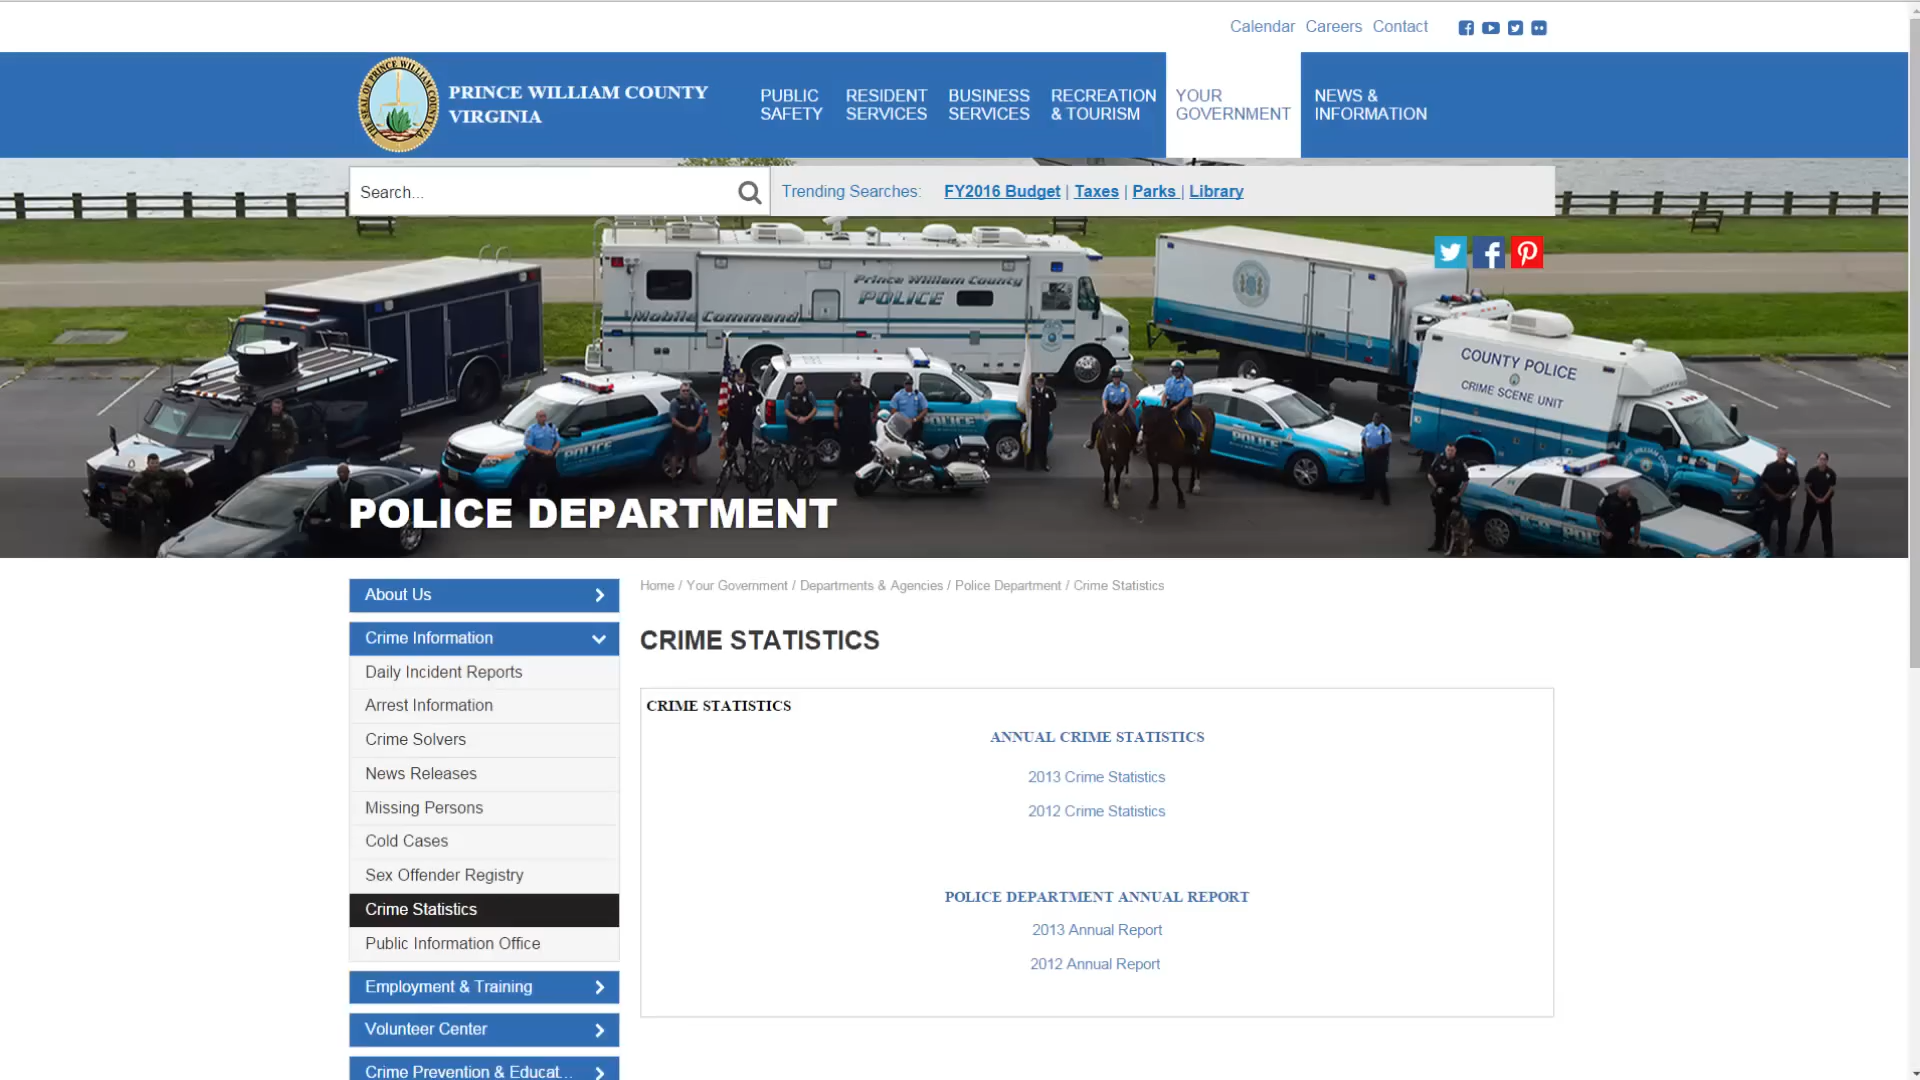 Calendar Careers Contact
PRINCE WILLIAM COUNTY
VIRGINIA
PUBLIC
SAFETY
RESIDENT
SERVICES
BUSINESS
SERVICES
RECREATION
& TOURISM
YOUR
GOVERNMENT
NEWS &
INFORMATION
Search...
Trending Searches: FY2016 Budget | Taxes | Parks | Library
Prince William County
POLICE
Mobile Command
COUNTY POLICE
CRIME SCENE UNIT
POLICE
POLICE
POLICE
POLICE DEPARTMENT
About Us
Crime Information
Daily Incident Reports
Arrest Information
Crime Solvers
News Releases
Missing Persons
Cold Cases
Sex Offender Registry
Crime Statistics
Public Information Office
Employment & Training
Volunteer Center
Crime Prevention & Educat...
Home / Your Government / Departments & Agencies / Police Department / Crime Statistics
CRIME STATISTICS
CRIME STATISTICS
ANNUAL CRIME STATISTICS
2013 Crime Statistics
2012 Crime Statistics
POLICE DEPARTMENT ANNUAL REPORT
2013 Annual Report
2012 Annual Report